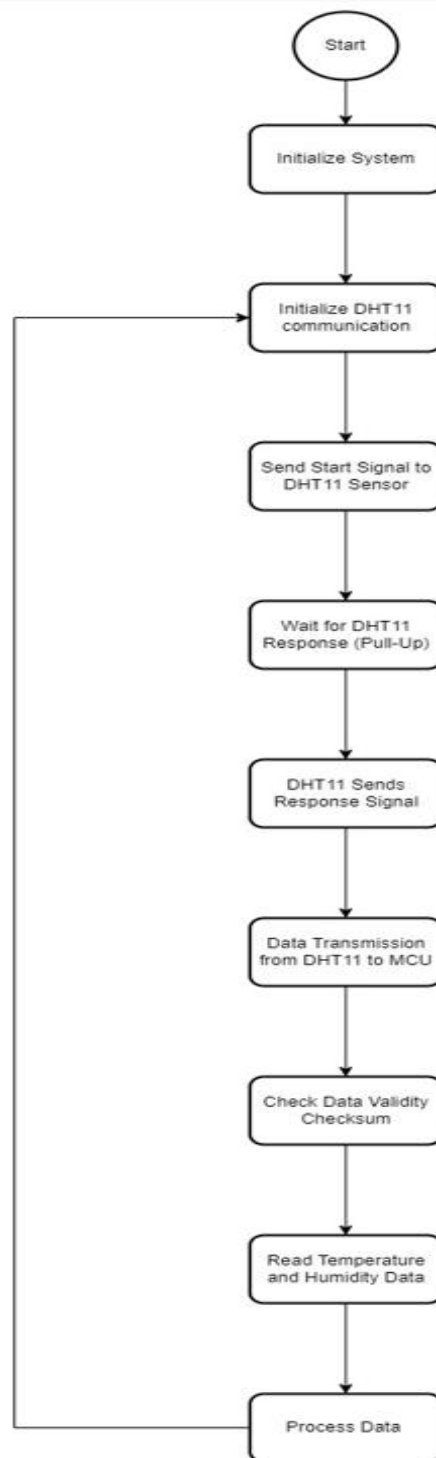 Start
Initialize System
Initialize DHT11
communication
Send Start Signal to
DHT11 Sensor
Wait for DHT11
Response (Pull-Up)
DHT11 Sends
Response Signal
Data Transmission
from DHT11 to MCU
Check Data Validity
Checksum
Read Temperature
and Humidity Data
Process Data